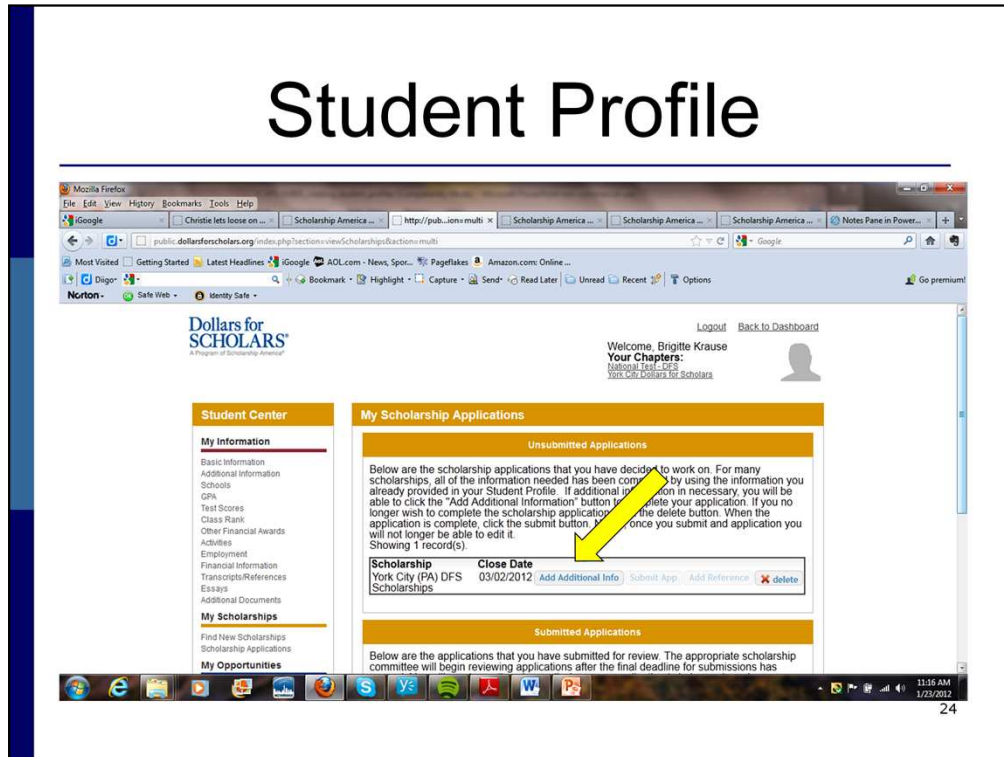 Student Profile
Mozilla Firefox
File Edit View History Bookmarks Tools Help
iGoogle
Christie lets loose on ...
Scholarship America ...
http://pub...ion=multi
Scholarship America ...
Scholarship America ...
Scholarship America ...
Notes Pane in Power...
public.dollarsforscholars.org/index.php?section=viewScholarships&action=multi
Google
Most Visited Getting Started Latest Headlines iGoogle AOL.com - News, Spor... Pageflakes Amazon.com: Online ...
Diigo Bookmark Highlight Capture Send Read Later Unread Recent Options Go premium!
Norton Safe Web Identity Safe
Dollars for
SCHOLARS
A Program of Scholarship America
Logout Back to Dashboard
Welcome, Brigitte Krause
Your Chapters:
National Test - DFS
York City Dollars for Scholars
Student Center
My Information
Basic Information
Additional Information
Schools
GPA
Test Scores
Class Rank
Other Financial Awards
Activities
Employment
Financial Information
Transcripts/References
Essays
Additional Documents
My Scholarships
Find New Scholarships
Scholarship Applications
My Opportunities
My Scholarship Applications
Unsubmitted Applications
Below are the scholarship applications that you have decided to work on. For many
scholarships, all of the information needed has been by using the information you
already provided in your Student Profile. If additional in necessary, you will be
able to click the "Add Additional Information" button to your application. If you no
longer wish to complete the scholarship application the delete button. When the
application is complete, click the submit button. once you submit and application you
will not longer be able to edit it.
Showing 1 record(s).
Scholarship Close Date
York City (PA) DFS 03/02/2012 Add Additional Info Submit App Add Reference delete
Scholarships
Submitted Applications
Below are the applications that you have submitted for review. The appropriate scholarship
committee will begin reviewing applications after the final deadline for submissions has
11:16 AM
1/23/2012
24